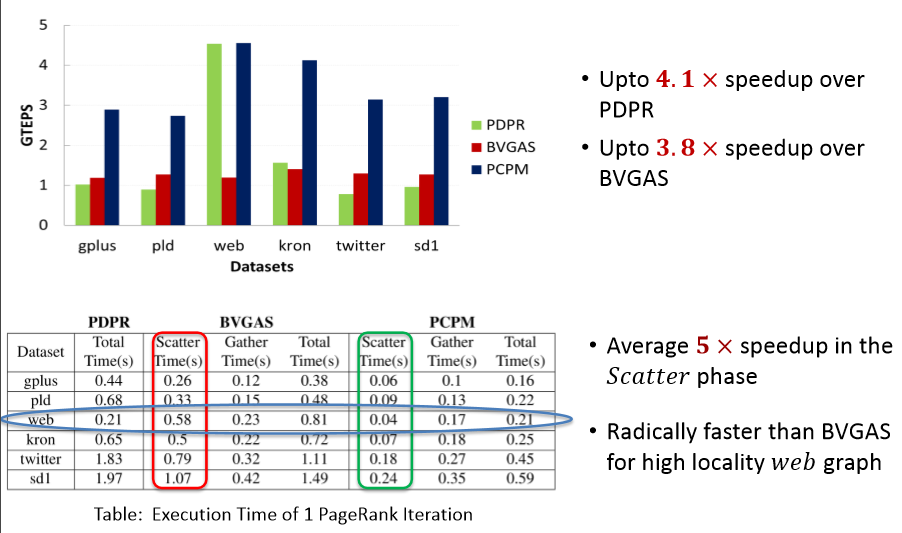 5
4
3
2
1
0
GTEPS
gplus pld web kron twitter sd1
Datasets
PDPR
BVGAS
PCPM
• Upto 4.1 × speedup over
PDPR
• Upto 3.8 × speedup over
BVGAS
PDPR BVGAS PCPM
Dataset Total Time(s) Scatter Time(s) Gather Time(s) Total Time(s) Scatter Time(s) Gather Time(s) Total Time(s)
gplus 0.44 0.26 0.12 0.38 0.06 0.1 0.16
pld 0.68 0.33 0.15 0.48 0.09 0.13 0.22
web 0.21 0.58 0.23 0.81 0.04 0.17 0.21
kron 0.65 0.5 0.22 0.72 0.07 0.18 0.25
twitter 1.83 0.79 0.32 1.11 0.18 0.27 0.45
sd1 1.97 1.07 0.42 1.49 0.24 0.35 0.59
Table: Execution Time of 1 PageRank Iteration
• Average 5 × speedup in the
Scatter phase
• Radically faster than BVGAS
for high locality web graph